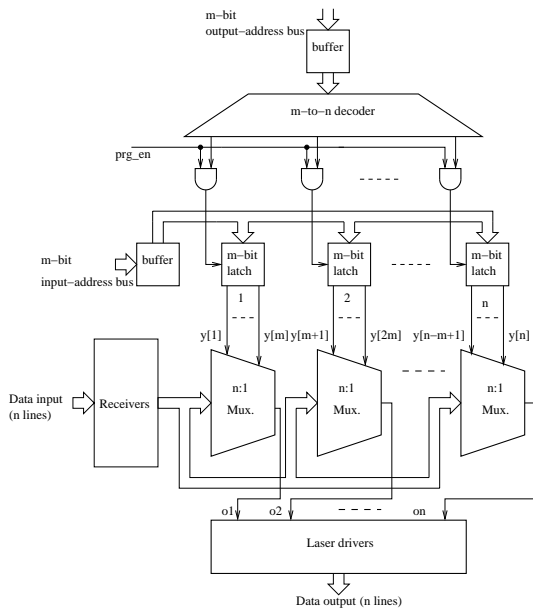 m-bit
output-address bus
buffer
m-to-n decoder
prg_en
m-bit
input-address bus
buffer
m-bit
latch
m-bit
latch
m-bit
latch
1
2
n
y[1]
y[m]
y[m+1]
y[2m]
y[n-m+1]
y[n]
Data input
(n lines)
Receivers
n:1
Mux.
n:1
Mux.
n:1
Mux.
o1
o2
on
Laser drivers
Data output (n lines)